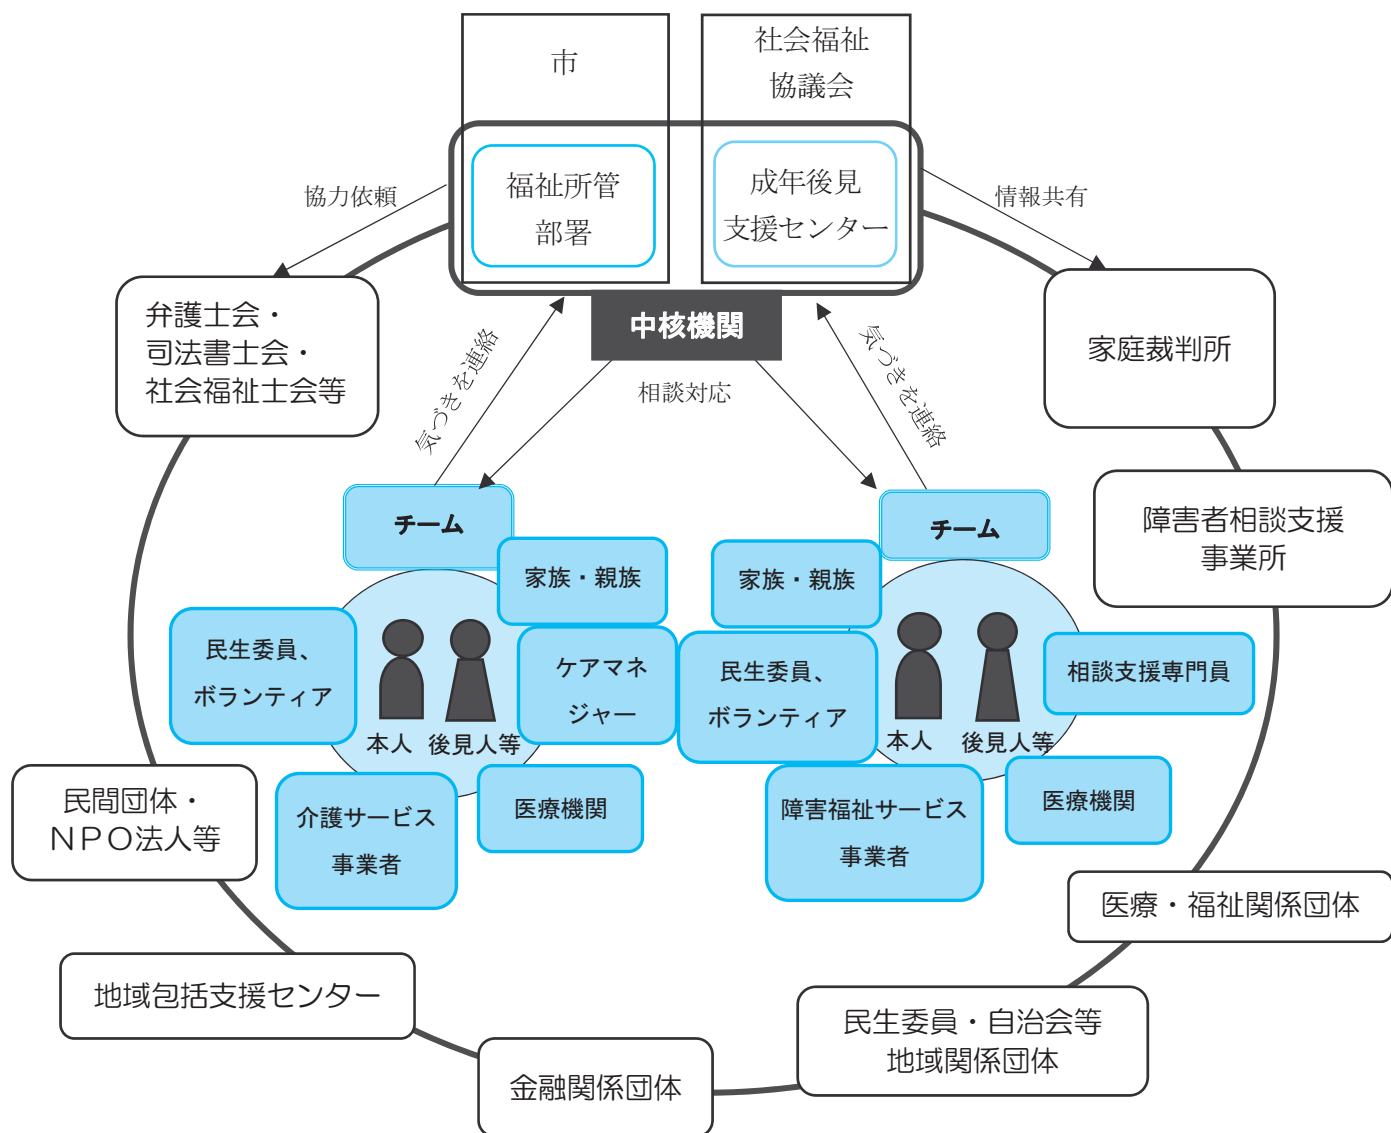 市
社会福祉
協議会
福祉所管
部署
成年後見
支援センター
協力依頼
情報共有
中核機関
弁護士会・
司法書士会・
社会福祉士会等
家庭裁判所
気づきを連絡
相談対応
気づきを連絡
障害者相談支援
事業所
チーム
家族・親族
民生委員、
ボランティア
ケアマネ
ジャー
本人
後見人等
介護サービス
事業者
医療機関
チーム
家族・親族
民生委員、
ボランティア
相談支援専門員
本人
後見人等
障害福祉サービス
事業者
医療機関
民間団体・
NPO法人等
医療・福祉関係団体
地域包括支援センター
民生委員・自治会等
地域関係団体
金融関係団体